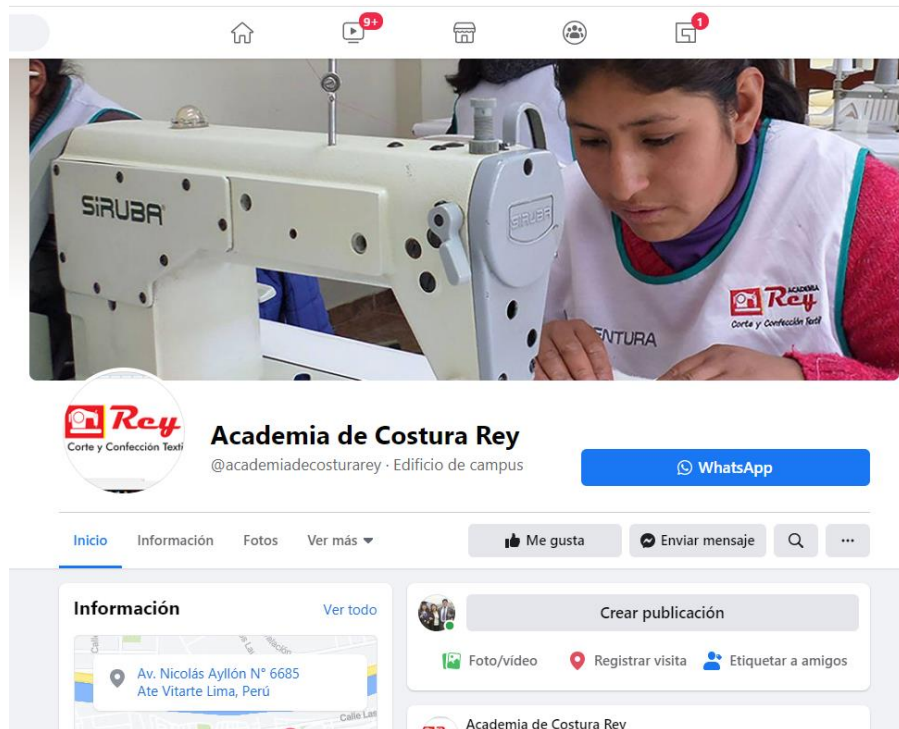 9+
1
SIRUBA
SIRUBA
ACADEMIA
Rey
Corte y Confección Textil
ENTURA
Rey
Corte y Confección Textil
Academia de Costura Rey
@academiadecosturarey · Edificio de campus
WhatsApp
Inicio Información Fotos Ver más
Me gusta Enviar mensaje
Información Ver todo
Av. Nicolás Ayllón N° 6685
Ate Vitarte Lima, Perú
Calle Las
Crear publicación
Foto/vídeo Registrar visita Etiquetar a amigos
Academia de Costura Rey